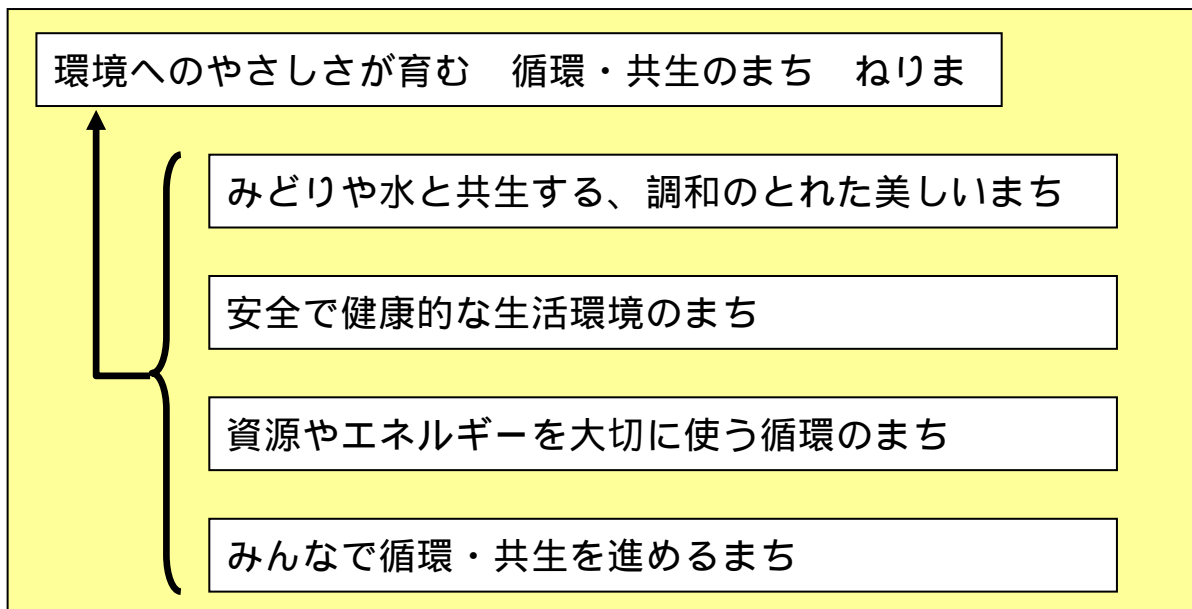 環境へのやさしさが育む　循環・共生のまち　ねりま
みどりや水と共生する、調和のとれた美しいまち
安全で健康的な生活環境のまち
資源やエネルギーを大切に使う循環のまち
みんなで循環・共生を進めるまち